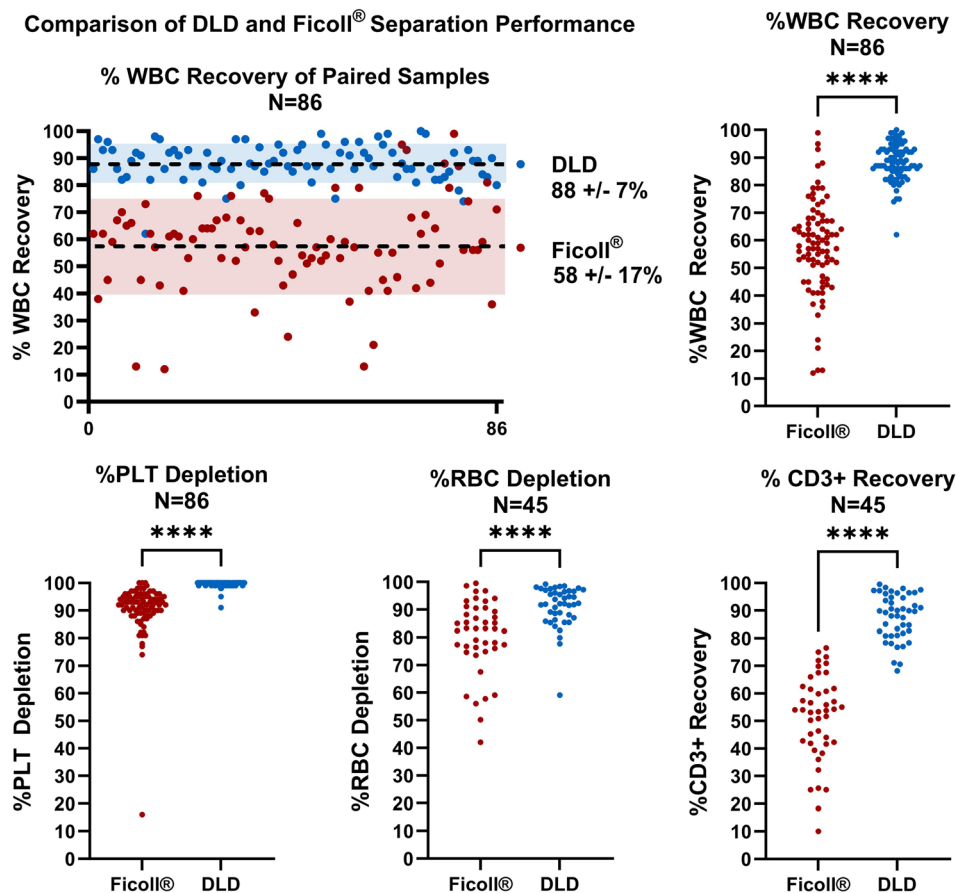 Comparison of DLD and Ficoll® Separation Performance
% WBC Recovery of Paired Samples
N=86
% WBC Recovery
100
90
80
70
60
50
40
30
20
10
0
0
86
DLD
88 +/- 7%
Ficoll®
58 +/- 17%
%WBC Recovery
N=86
****
%WBC Recovery
100
90
80
70
60
50
40
30
20
10
0
Ficoll®
DLD
%PLT Depletion
N=86
****
%PLT Depletion
100
90
80
70
60
50
40
30
20
10
0
Ficoll®
DLD
%RBC Depletion
N=45
****
%RBC Depletion
100
90
80
70
60
50
40
30
20
10
0
Ficoll®
DLD
% CD3+ Recovery
N=45
****
%CD3+ Recovery
100
90
80
70
60
50
40
30
20
10
0
Ficoll®
DLD